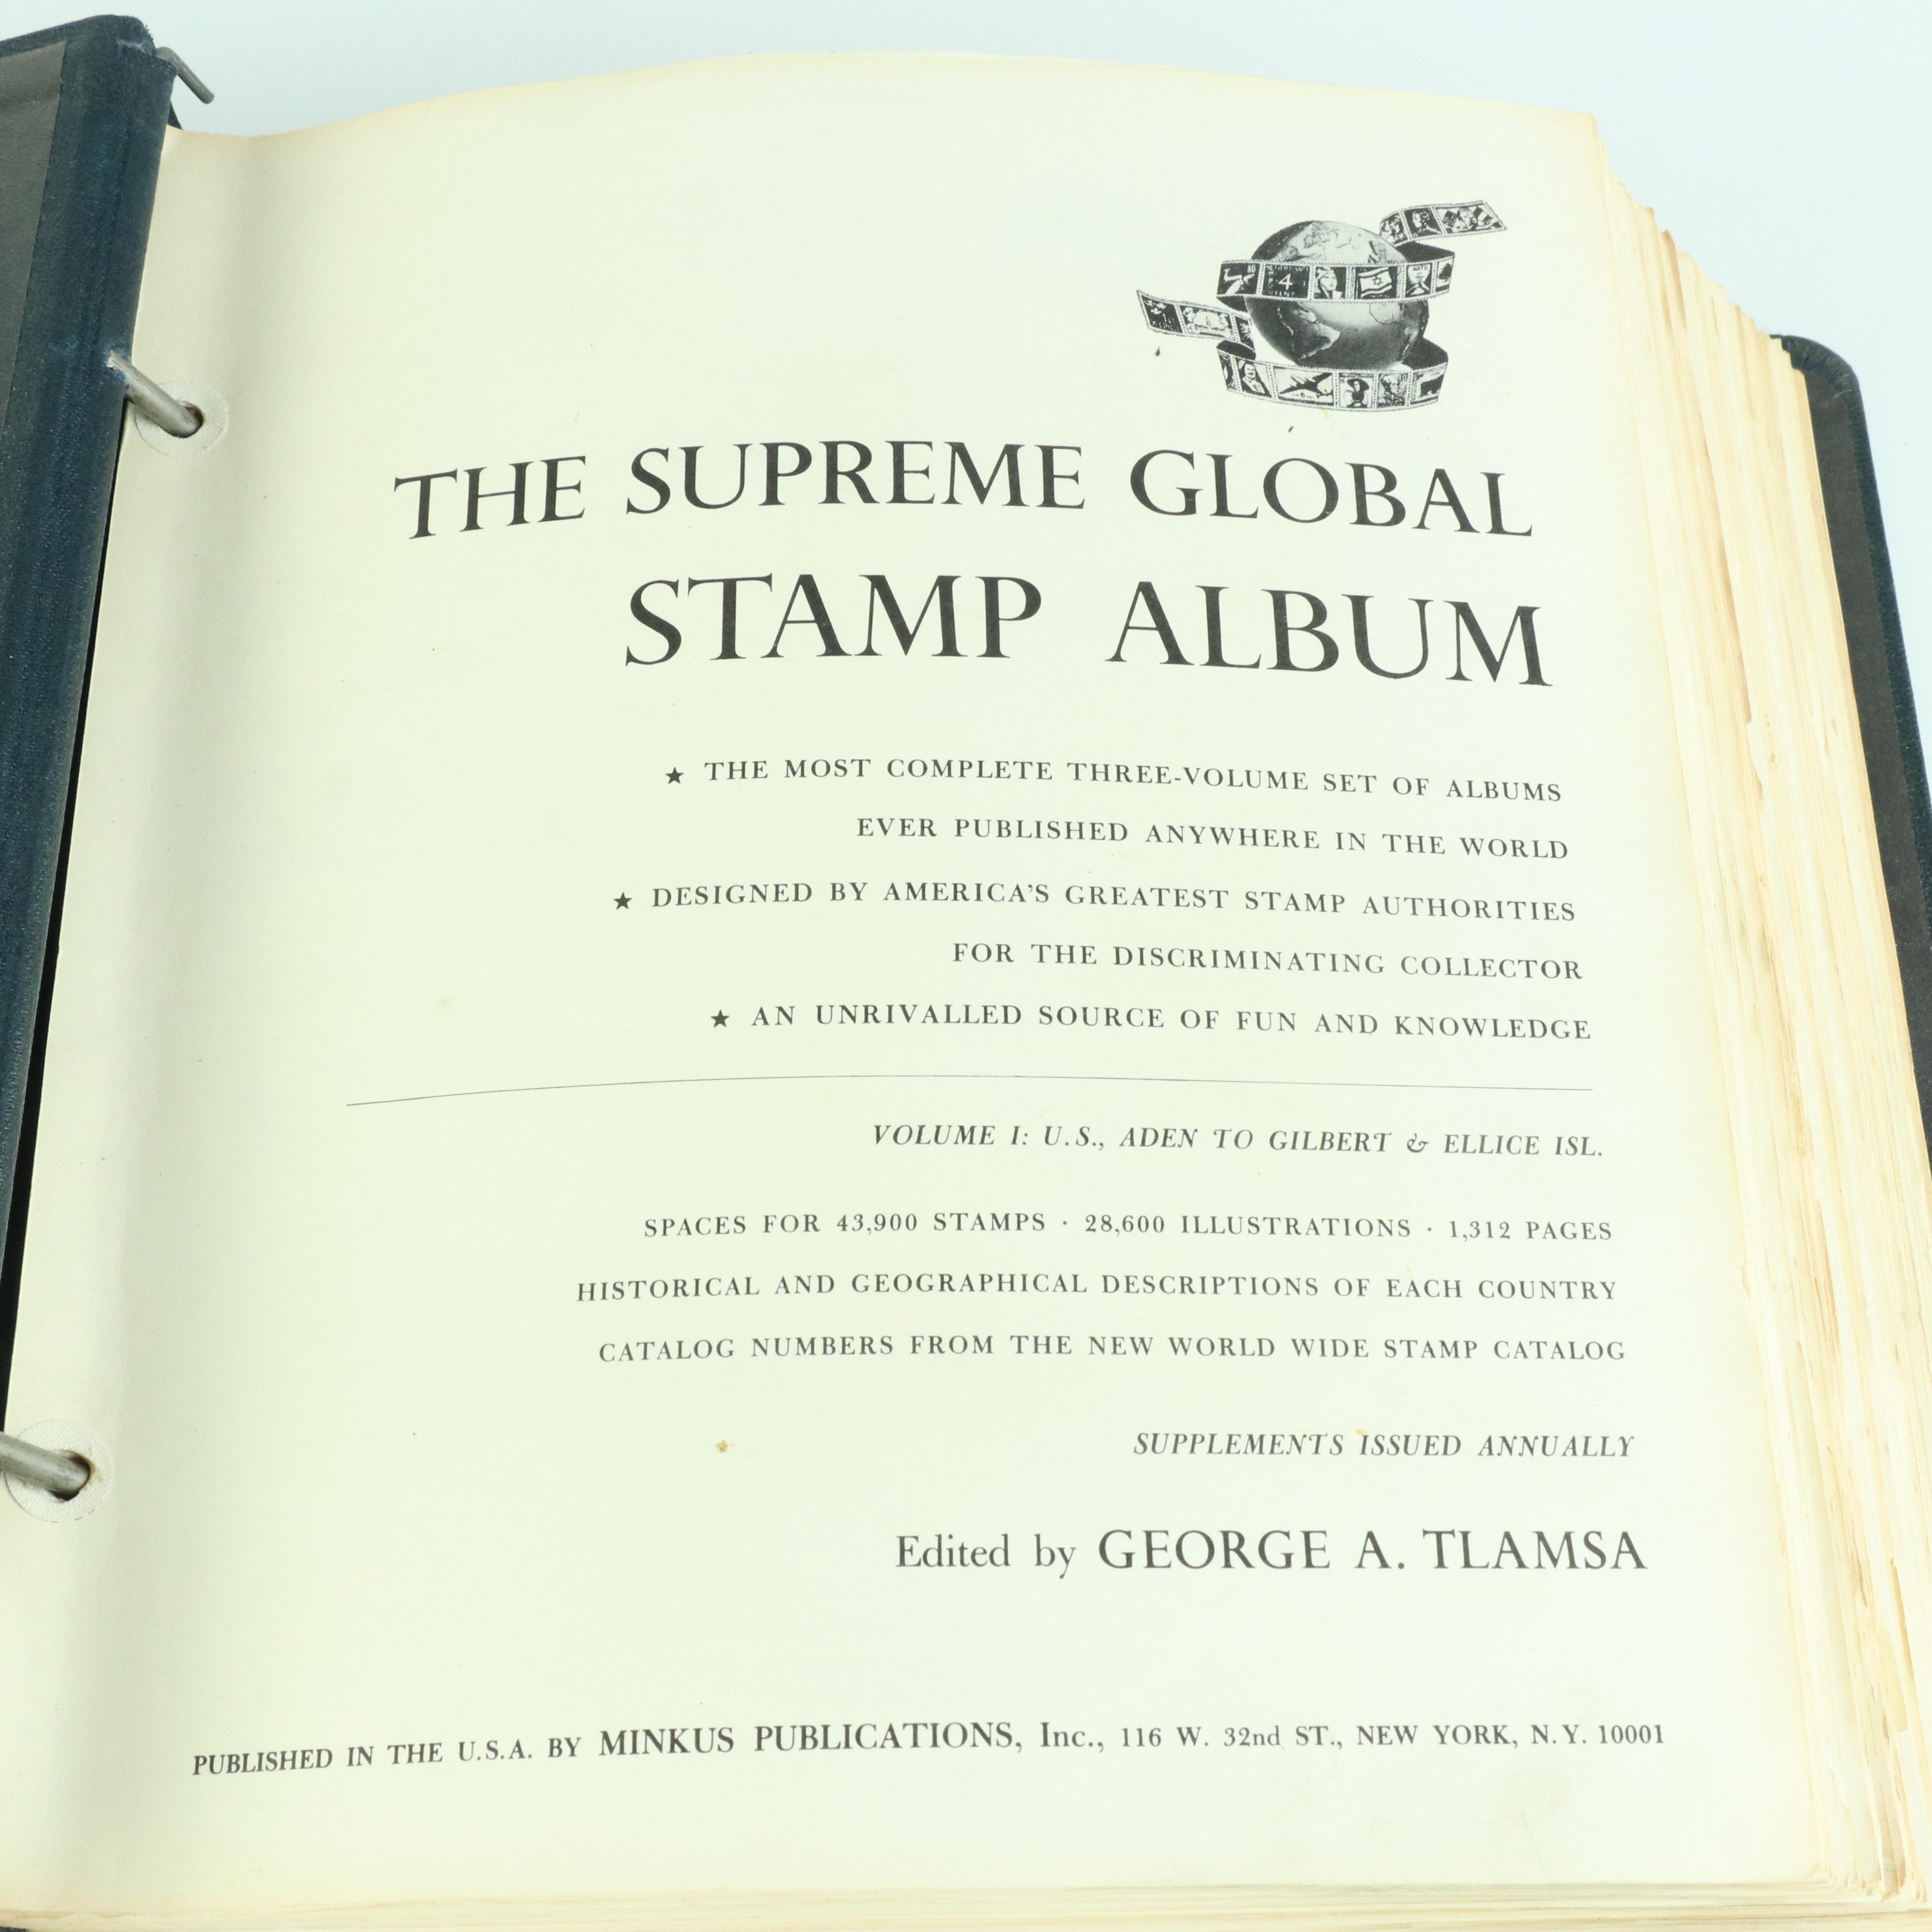 THE SUPREME GLOBAL
STAMP ALBUM
★ THE MOST COMPLETE THREE-VOLUME SET OF ALBUMS
EVER PUBLISHED ANYWHERE IN THE WORLD
★ DESIGNED BY AMERICA'S GREATEST STAMP AUTHORITIES
FOR THE DISCRIMINATING COLLECTOR
★ AN UNRIVALLED SOURCE OF FUN AND KNOWLEDGE
VOLUME I: U.S., ADEN TO GILBERT & ELLICE ISL.
SPACES FOR 43,900 STAMPS · 28,600 ILLUSTRATIONS · 1,312 PAGES
HISTORICAL AND GEOGRAPHICAL DESCRIPTIONS OF EACH COUNTRY
CATALOG NUMBERS FROM THE NEW WORLD WIDE STAMP CATALOG
SUPPLEMENTS ISSUED ANNUALLY
Edited by GEORGE A. TLAMSA
PUBLISHED IN THE U.S.A. BY MINKUS PUBLICATIONS, Inc., 116 W. 32nd ST., NEW YORK, N.Y. 10001